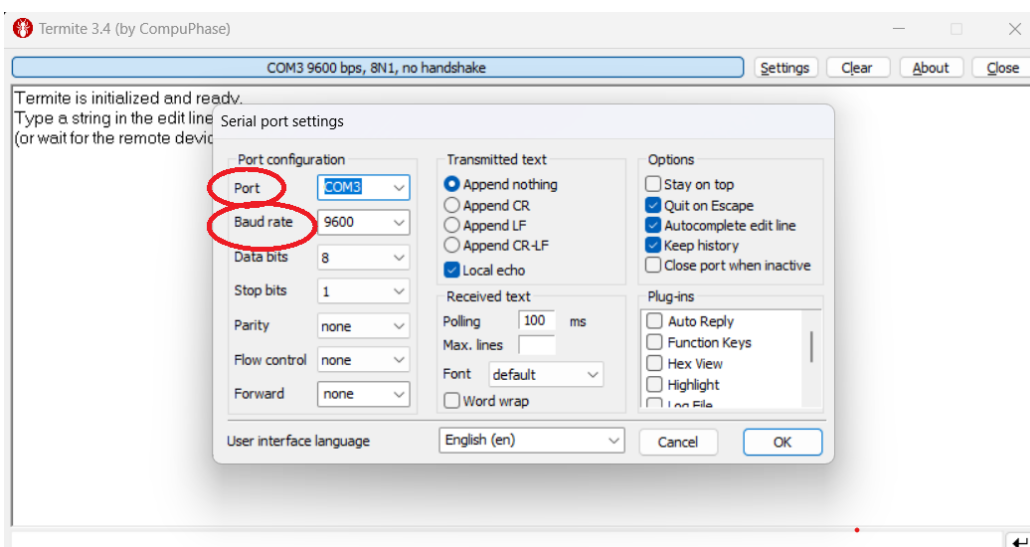 Termite 3.4 (by CompuPhase)
COM3 9600 bps, 8N1, no handshake
Settings
Clear
About
Close
Termite is initialized and ready.
Type a string in the edit line
(or wait for the remote devic
Serial port settings
Port configuration
Port COM3
Baud rate 9600
Data bits 8
Stop bits 1
Parity none
Flow control none
Forward none
Transmitted text
Append nothing
Append CR
Append LF
Append CR-LF
Local echo
Received text
Polling 100 ms
Max. lines
Font default
Word wrap
Options
Stay on top
Quit on Escape
Autocomplete edit line
Keep history
Close port when inactive
Plug-ins
Auto Reply
Function Keys
Hex View
Highlight
Log File
User interface language English (en)
Cancel
OK